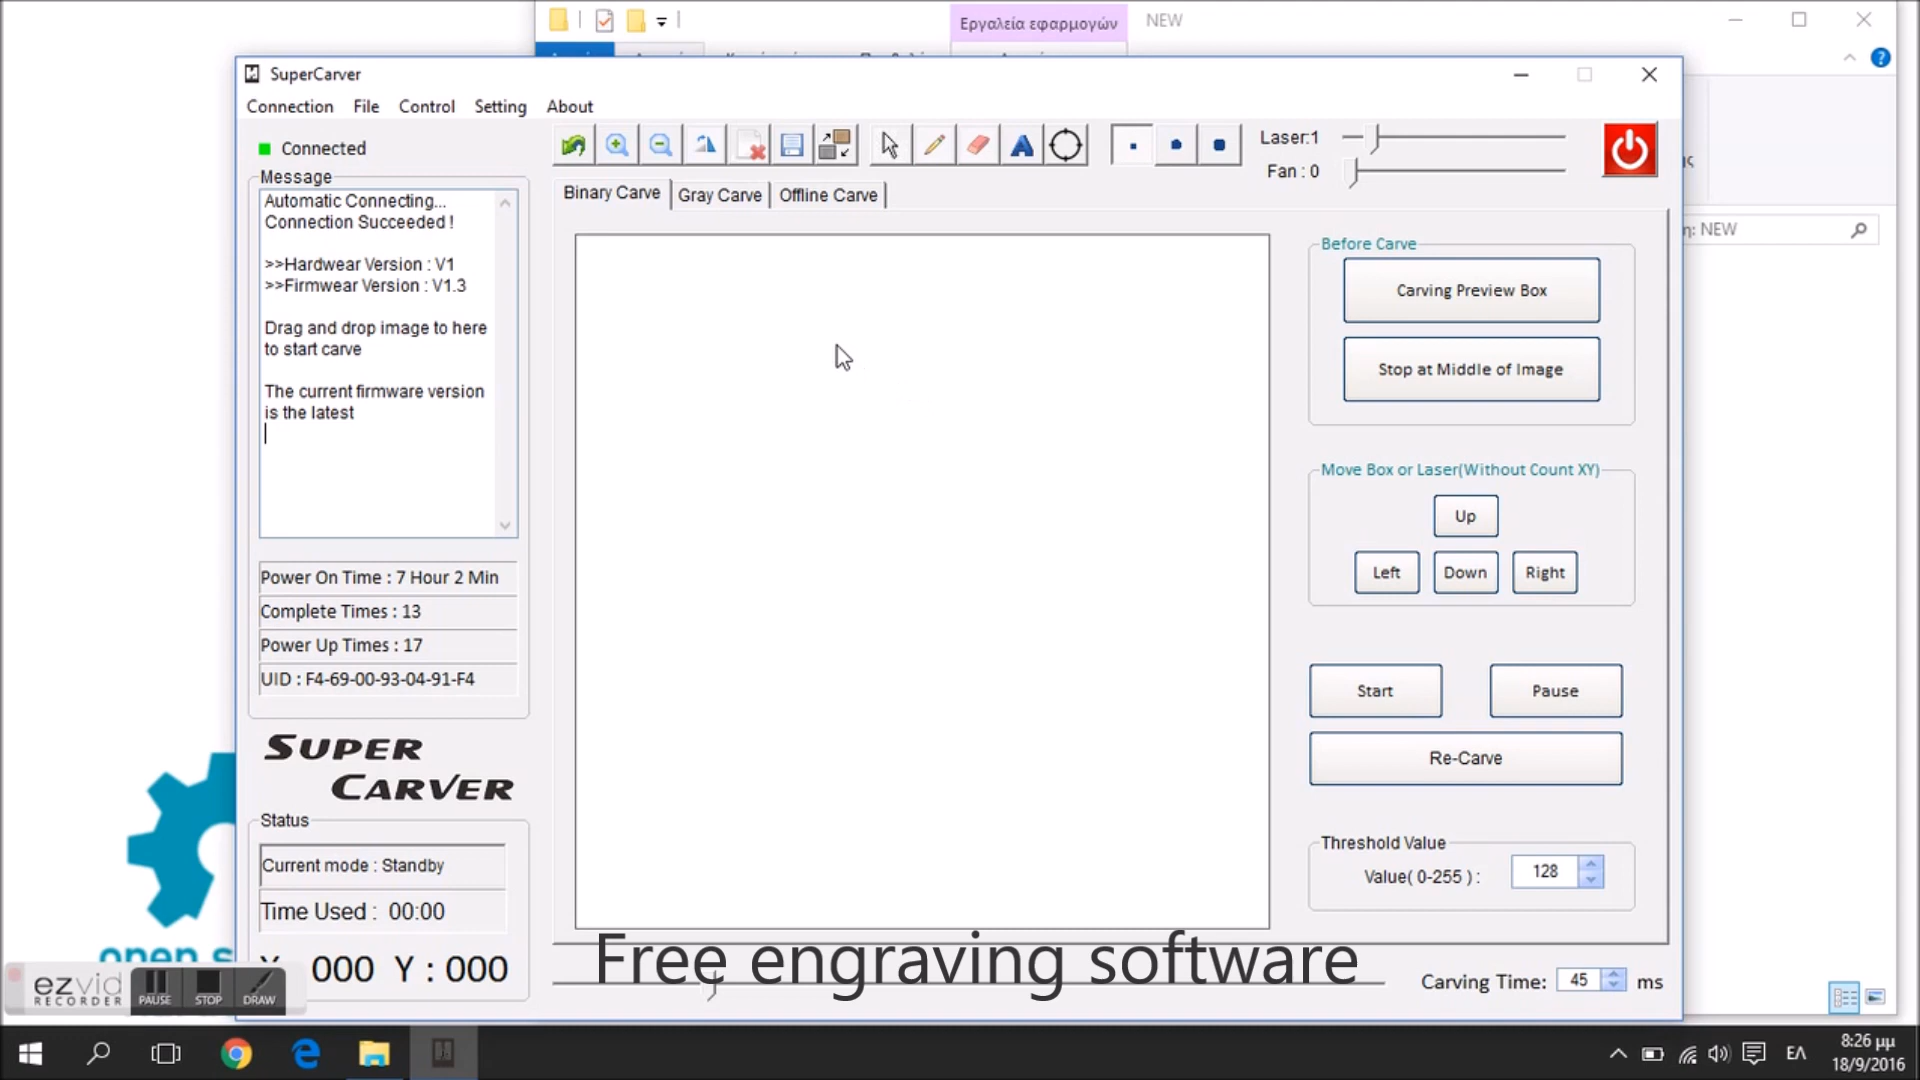 Εργαλεία εφαρμογών
NEW
SuperCarver
Connection File Control Setting About
Connected
Message
Automatic Connecting...
Connection Succeeded !
>>Hardwear Version : V1
>>Firmwear Version : V1.3
Drag and drop image to here
to start carve
The current firmware version
is the latest
Power On Time : 7 Hour 2 Min
Complete Times : 13
Power Up Times : 17
UID : F4-69-00-93-04-91-F4
SUPER
CARVER
Status
Current mode : Standby
Time Used : 00:00
000 Y : 000
Laser:1
Fan : 0
Binary Carve Gray Carve Offline Carve
Before Carve
Carving Preview Box
Stop at Middle of Image
Move Box or Laser(Without Count XY)
Up
Left Down Right
Start Pause
Re-Carve
Threshold Value
Value( 0-255 ) : 128
Carving Time: 45 ms
Free engraving software
η: NEW
open s
ezvid
RECORDER
PAUSE STOP DRAW
ΕΛ
8:26 μμ
18/9/2016